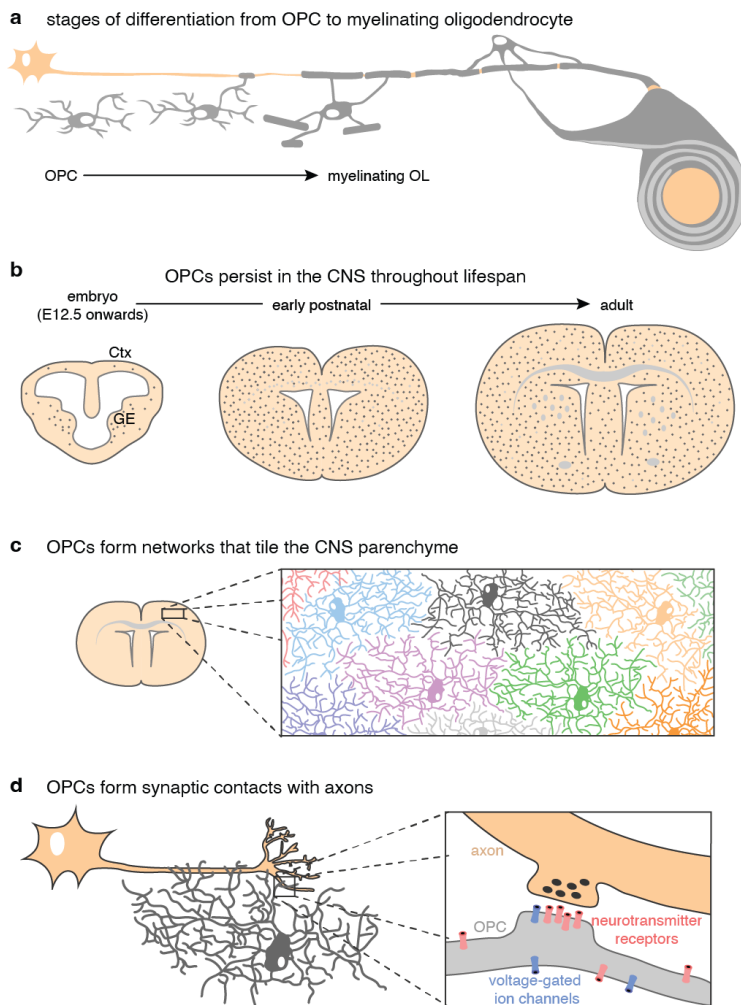 a stages of differentiation from OPC to myelinating oligodendrocyte
OPC myelinating OL
b OPCs persist in the CNS throughout lifespan
embryo
(E12.5 onwards)
early postnatal
adult
Ctx
GE
c OPCs form networks that tile the CNS parenchyme
d OPCs form synaptic contacts with axons
axon
OPC
neurotransmitter
receptors
voltage-gated
ion channels